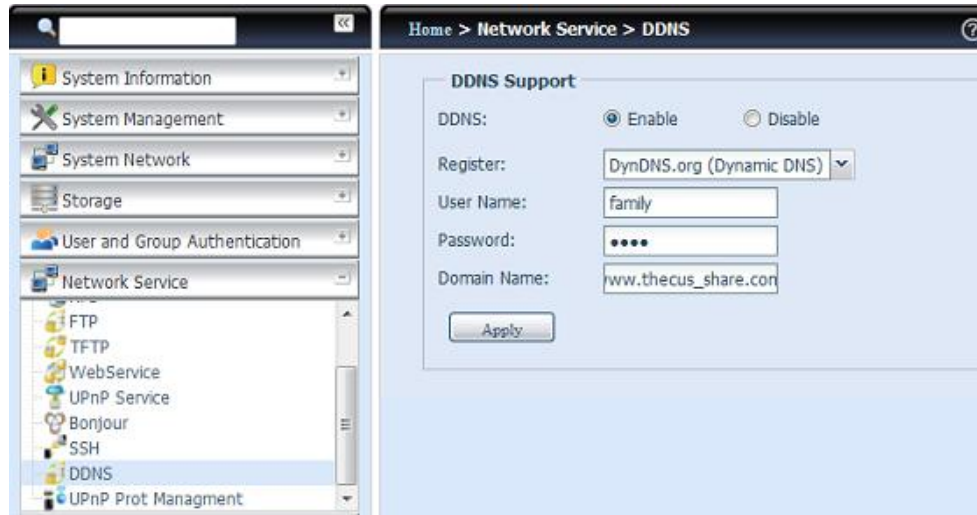 Home > Network Service > DDNS
System Information
System Management
System Network
Storage
User and Group Authentication
Network Service
FTP
TFTP
WebService
UPnP Service
Bonjour
SSH
DDNS
UPnP Prot Managment
DDNS Support
DDNS: Enable Disable
Register: DynDNS.org (Dynamic DNS)
User Name: family
Password: ••••
Domain Name: www.thecus_share.con
Apply